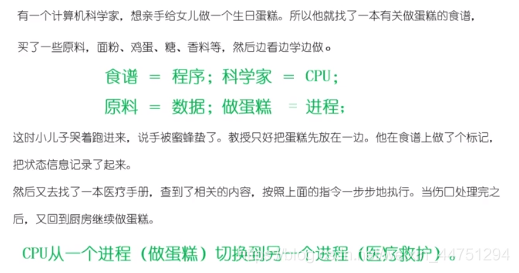 有一个计算机科学家，想亲手给女儿做一个生日蛋糕。所以他就找了一本有关做蛋糕的食谱，
买了一些原料，面粉、鸡蛋、糖、香料等，然后边看边学边做。
食谱 = 程序；科学家 = CPU；
原料 = 数据；做蛋糕 = 进程；
这时小儿子哭着跑进来，说手被蜜蜂蛰了。教授只好把蛋糕先放在一边。他在食谱上做了个标记，
把状态信息记录了起来。
然后又去找了一本医疗手册，查到了相关的内容，按照上面的指令一步步地执行。当伤口处理完之
后，又回到厨房继续做蛋糕。
CPU从一个进程（做蛋糕）切换到另一个进程（医疗救护）。
44751294